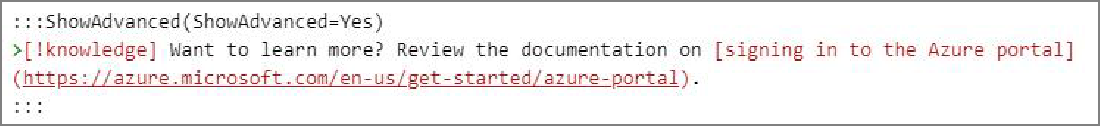 :::ShowAdvanced(ShowAdvanced=Yes)
>[!knowledge] Want to learn more? Review the documentation on [signing in to the Azure portal]
(https://azure.microsoft.com/en-us/get-started/azure-portal).
:::